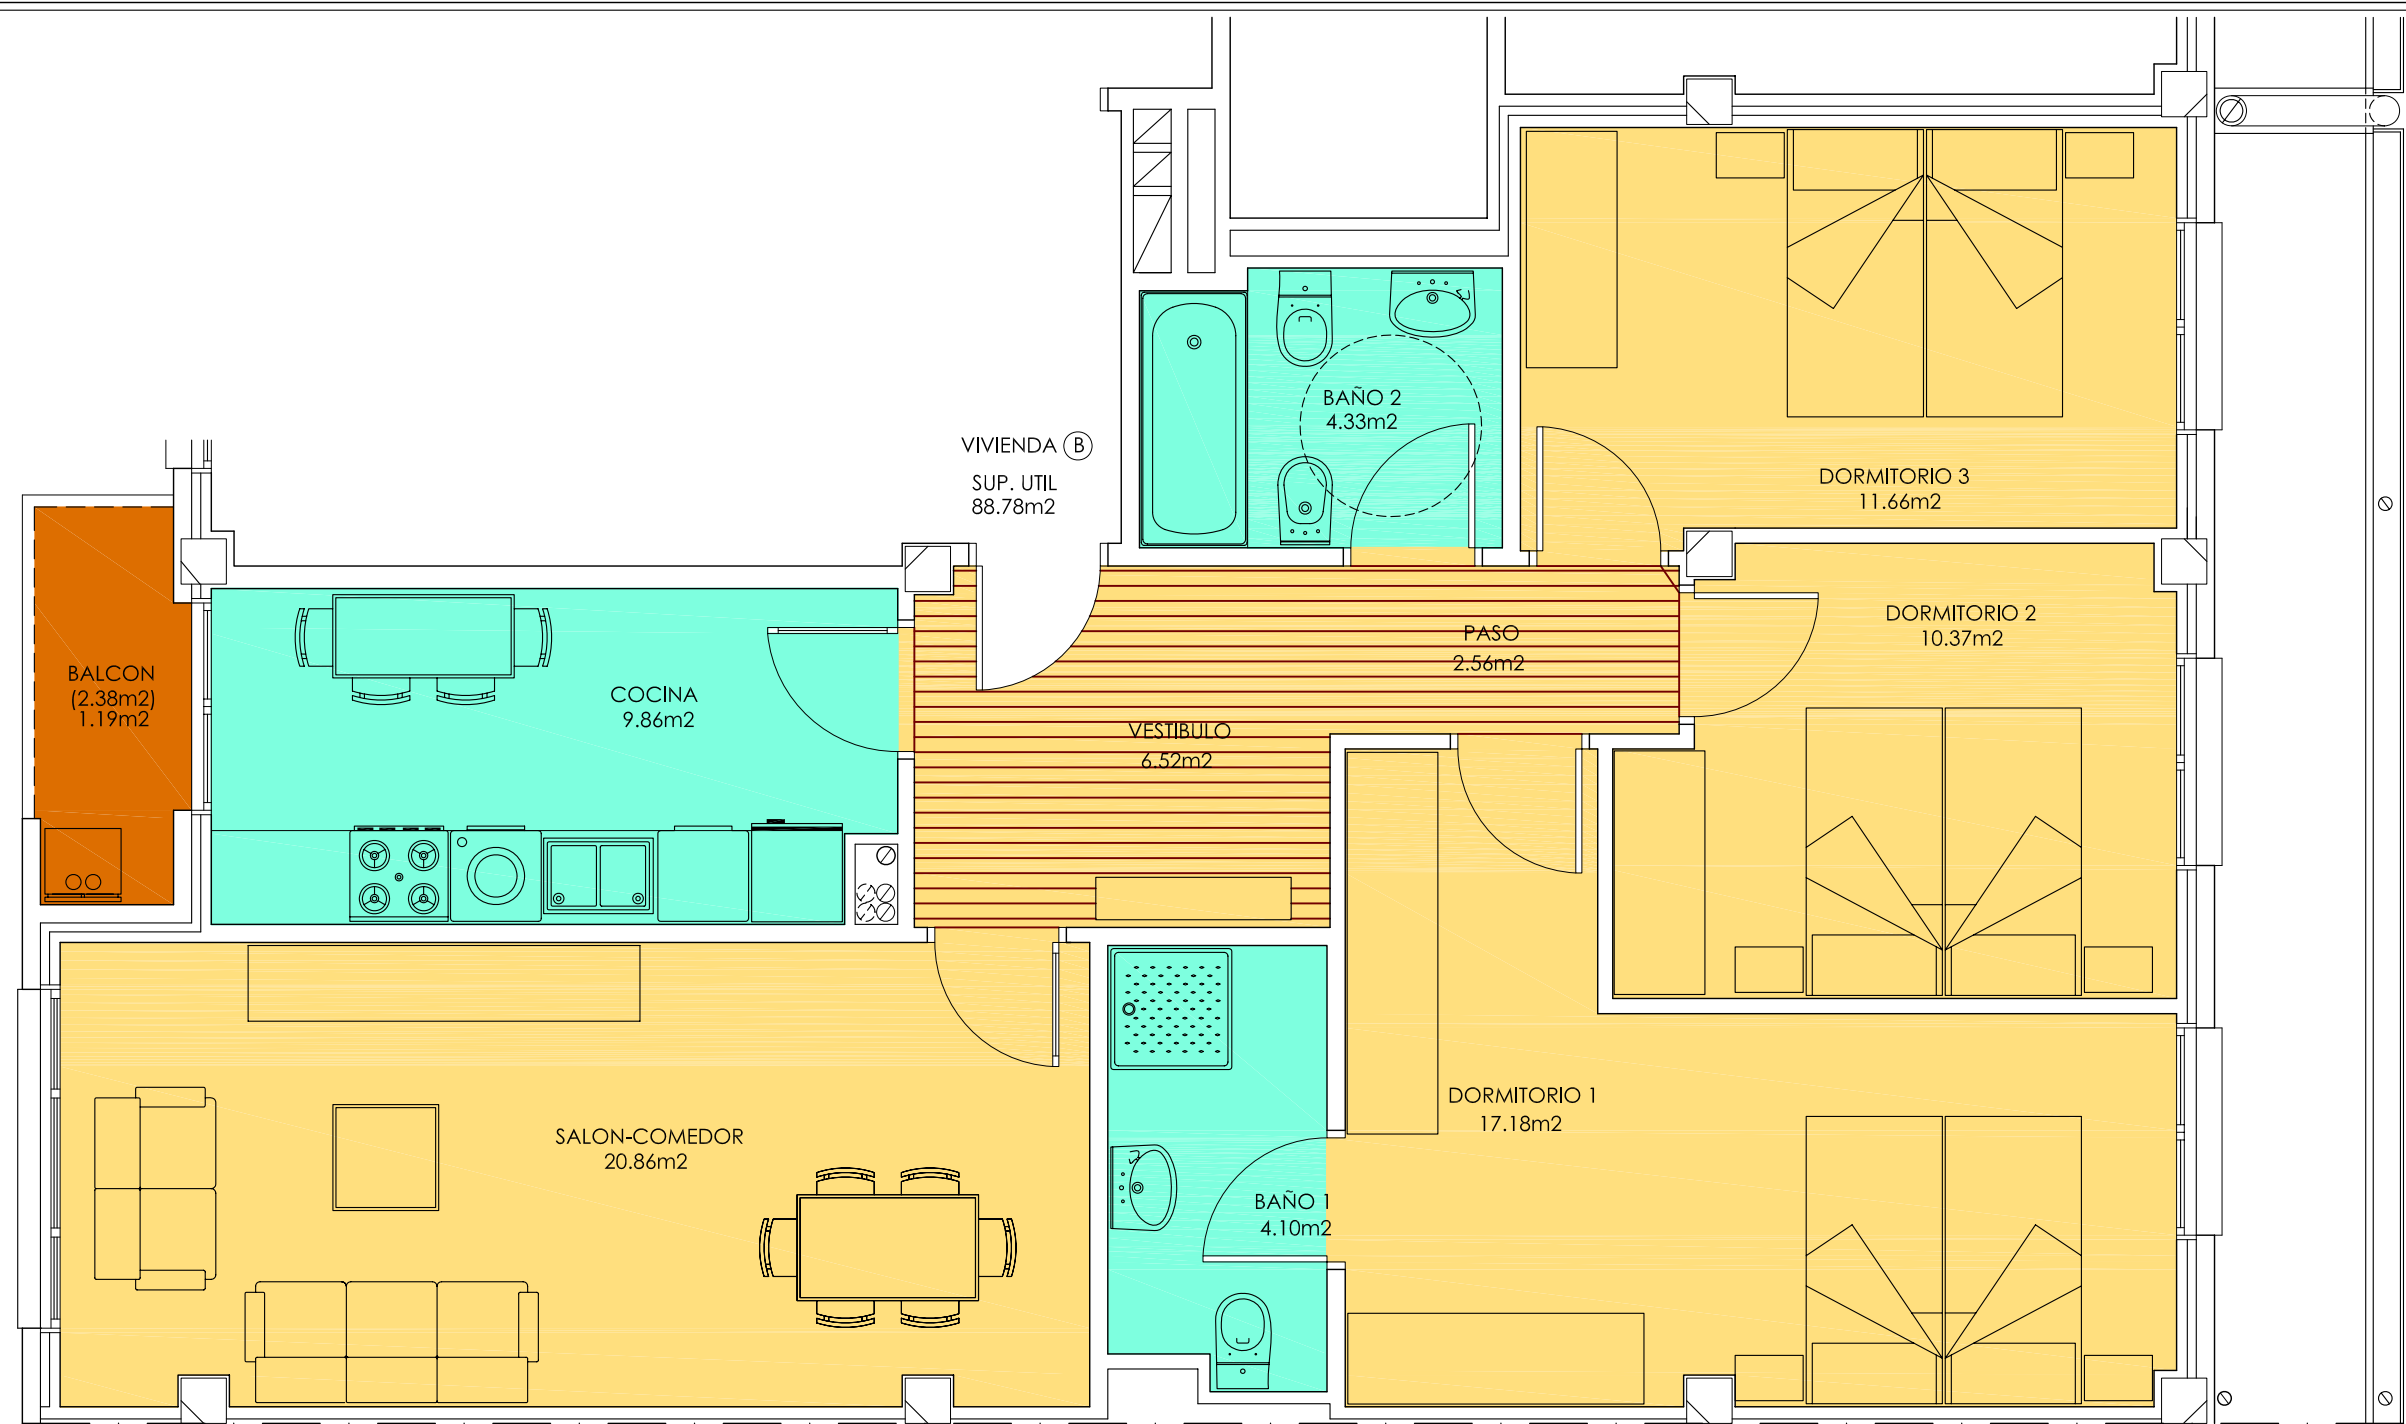 BAÑO 2
4.33m2
VIVIENDA B
SUP. UTIL
88.78m2
DORMITORIO 3
11.66m2
DORMITORIO 2
10.37m2
PASO
2.56m2
BALCON
(2.38m2)
1.19m2
COCINA
9.86m2
VESTIBULO
6.52m2
DORMITORIO 1
17.18m2
SALON-COMEDOR
20.86m2
BAÑO 1
4.10m2